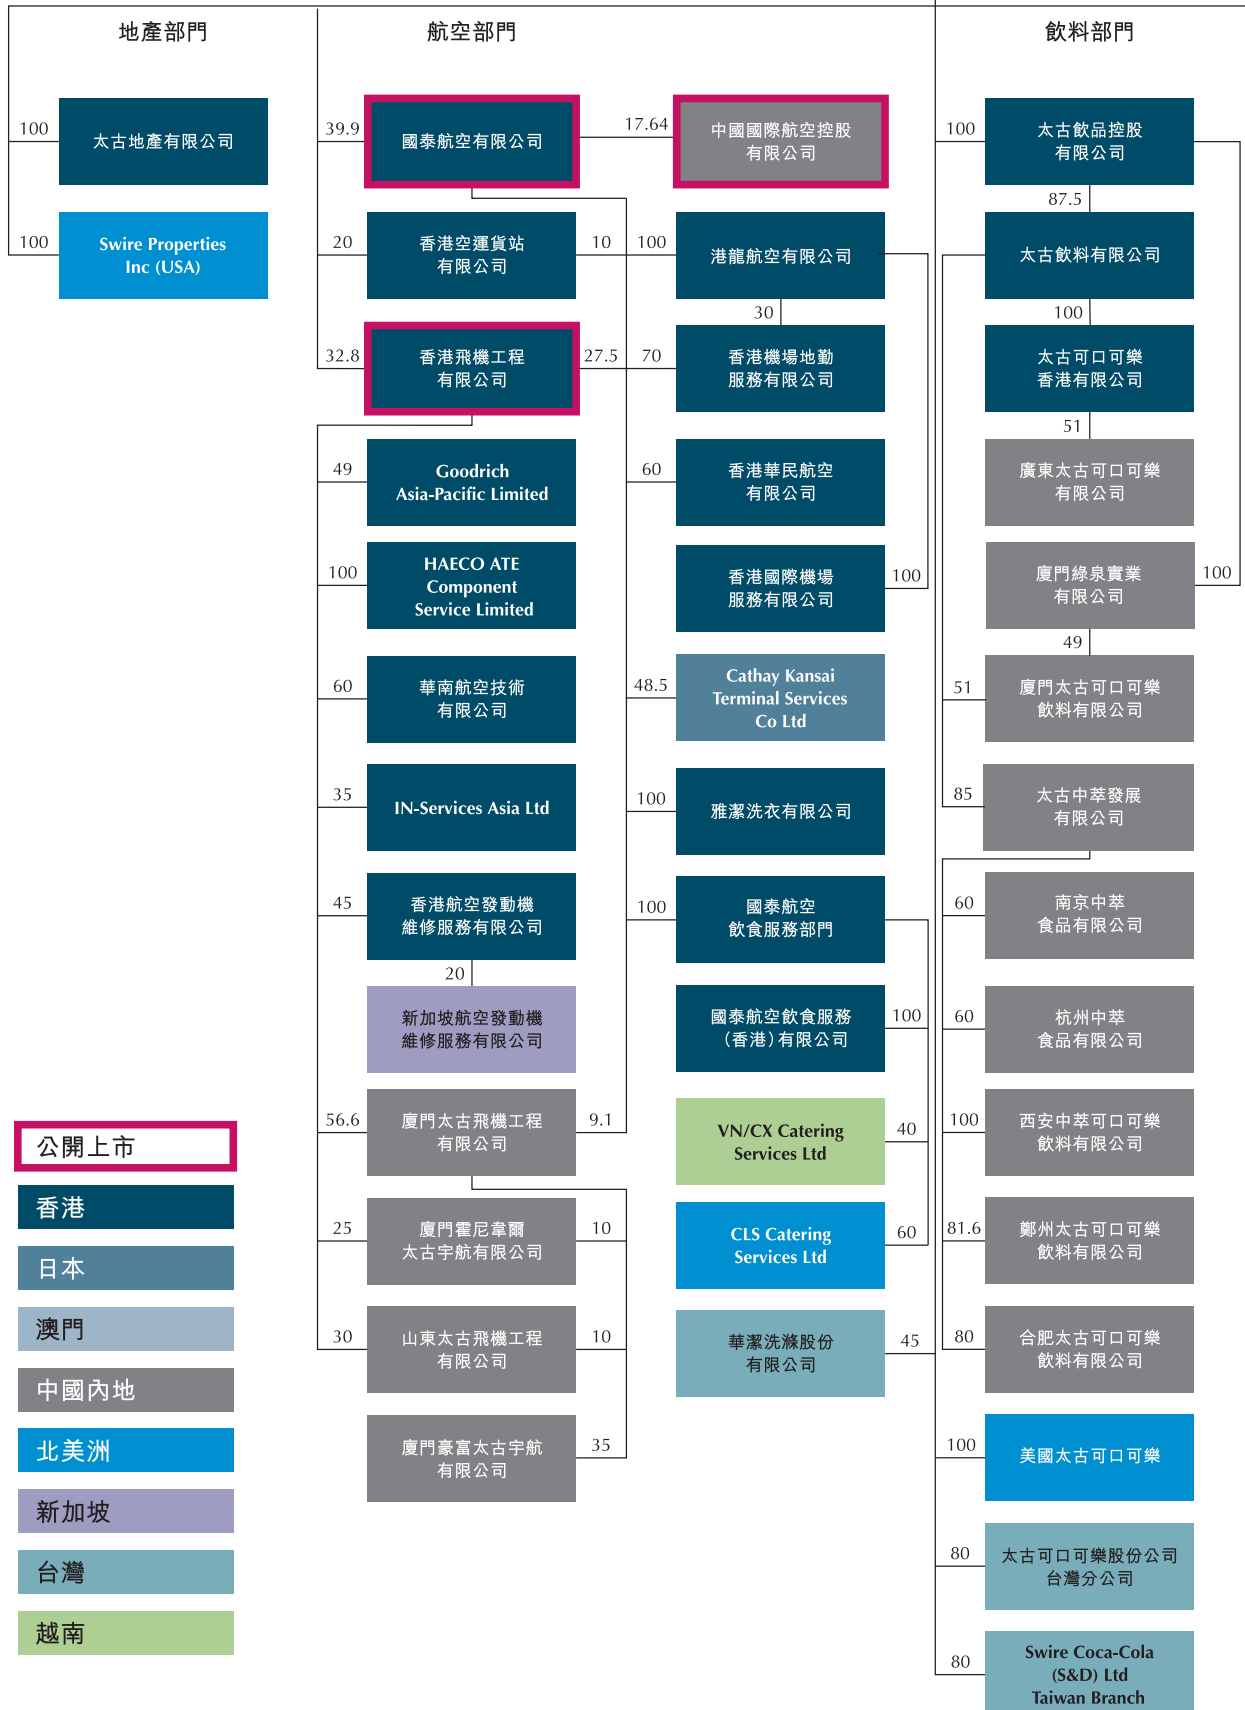 地產部門
100
太古地產有限公司
100
Swire Properties
Inc (USA)
航空部門
39.9
國泰航空有限公司
17.64
中國國際航空控股
有限公司
20
香港空運貨站
有限公司
10
100
港龍航空有限公司
30
32.8
香港飛機工程
有限公司
27.5
70
香港機場地勤
服務有限公司
49
Goodrich
Asia-Pacific Limited
60
香港華民航空
有限公司
100
HAECO ATE
Component
Service Limited
香港國際機場
服務有限公司
100
60
華南航空技術
有限公司
48.5
Cathay Kansai
Terminal Services
Co Ltd
35
IN-Services Asia Ltd
100
雅潔洗衣有限公司
45
香港航空發動機
維修服務有限公司
20
100
國泰航空
飲食服務部門
新加坡航空發動機
維修服務有限公司
國泰航空飲食服務
（香港）有限公司
100
56.6
廈門太古飛機工程
有限公司
9.1
VN/CX Catering
Services Ltd
40
25
廈門霍尼韋爾
太古宇航有限公司
10
CLS Catering
Services Ltd
60
30
山東太古飛機工程
有限公司
10
華潔洗滌股份
有限公司
45
廈門豪富太古宇航
有限公司
35
飲料部門
100
太古飲品控股
有限公司
87.5
太古飲料有限公司
100
太古可口可樂
香港有限公司
51
廣東太古可口可樂
有限公司
廈門綠泉實業
有限公司
100
49
51
廈門太古可口可樂
飲料有限公司
85
太古中萃發展
有限公司
60
南京中萃
食品有限公司
60
杭州中萃
食品有限公司
100
西安中萃可口可樂
飲料有限公司
81.6
鄭州太古可口可樂
飲料有限公司
80
合肥太古可口可樂
飲料有限公司
100
美國太古可口可樂
80
太古可口可樂股份公司
台灣分公司
80
Swire Coca-Cola
(S&D) Ltd
Taiwan Branch
公開上市
香港
日本
澳門
中國內地
北美洲
新加坡
台灣
越南